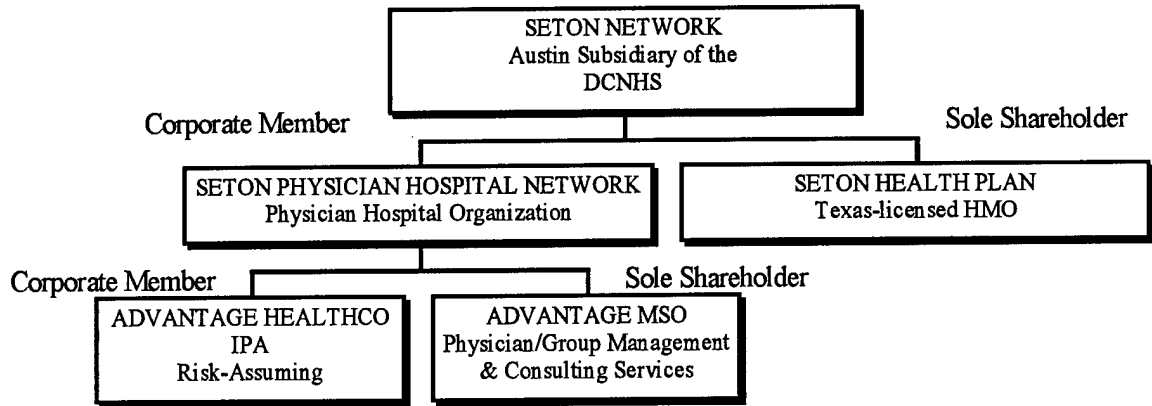 SETON NETWORK
Austin Subsidiary of the
DCNHS
Corporate Member
Sole Shareholder
SETON PHYSICIAN HOSPITAL NETWORK
Physician Hospital Organization
SETON HEALTH PLAN
Texas-licensed HMO
Corporate Member
Sole Shareholder
ADVANTAGE HEALTHCO
IPA
Risk-Assuming
ADVANTAGE MSO
Physician/Group Management
& Consulting Services